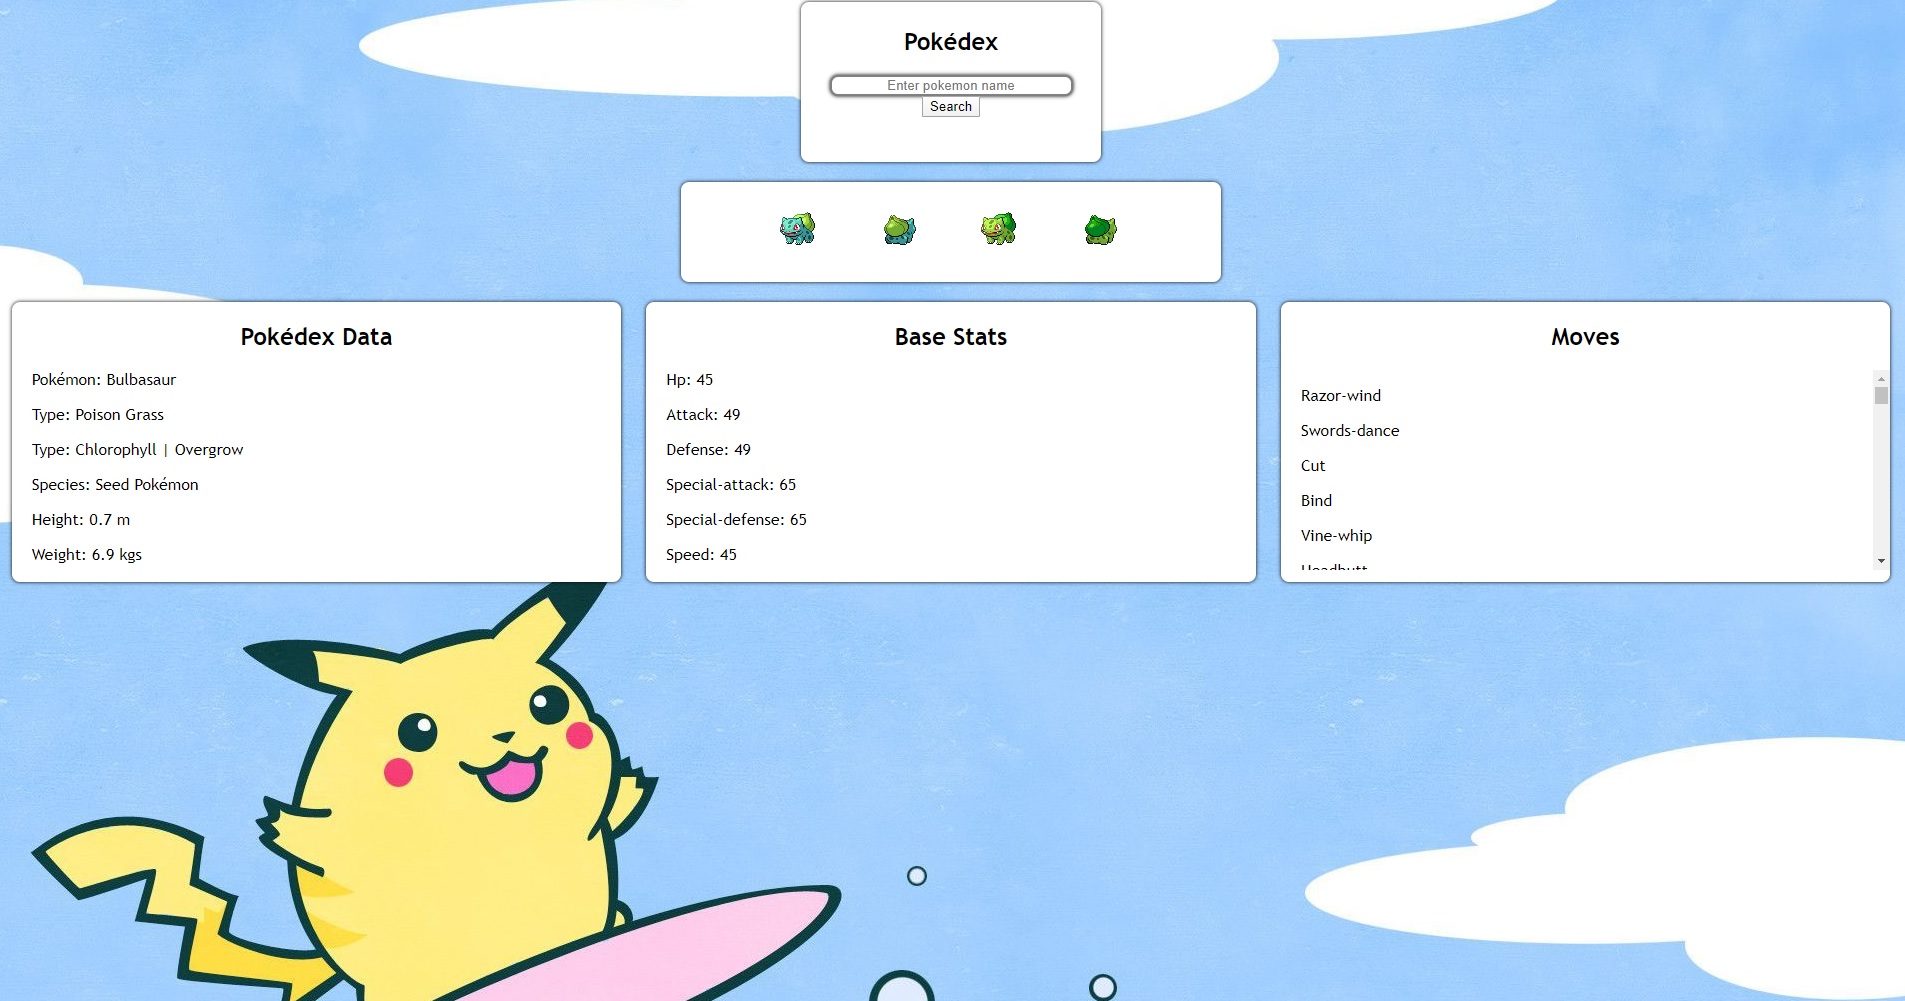 Pokédex
Enter pokemon name
Search
Pokédex Data
Pokémon: Bulbasaur
Type: Poison Grass
Type: Chlorophyll | Overgrow
Species: Seed Pokémon
Height: 0.7 m
Weight: 6.9 kgs
Base Stats
Hp: 45
Attack: 49
Defense: 49
Special-attack: 65
Special-defense: 65
Speed: 45
Moves
Razor-wind
Swords-dance
Cut
Bind
Vine-whip
Headbutt